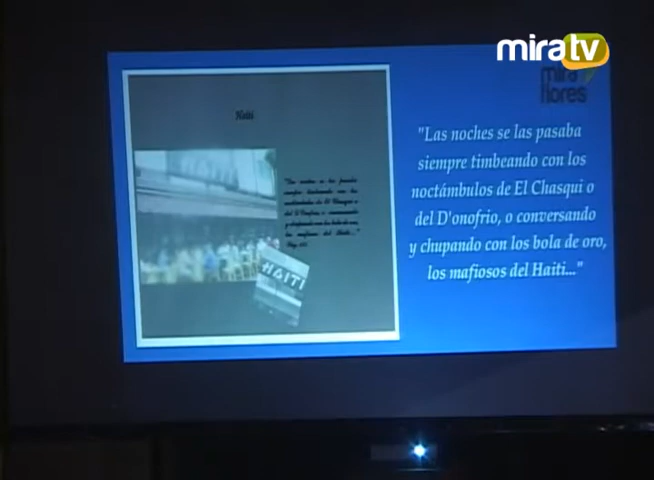 miratv
mira
flores
Haití
"Las noches se las pasaba
siempre timbeando con los
noctámbulos de El Chasqui o
del D'onofrio, o conversando
y chupando con los bola de oro,
los mafiosos del Haiti..."
HAITI